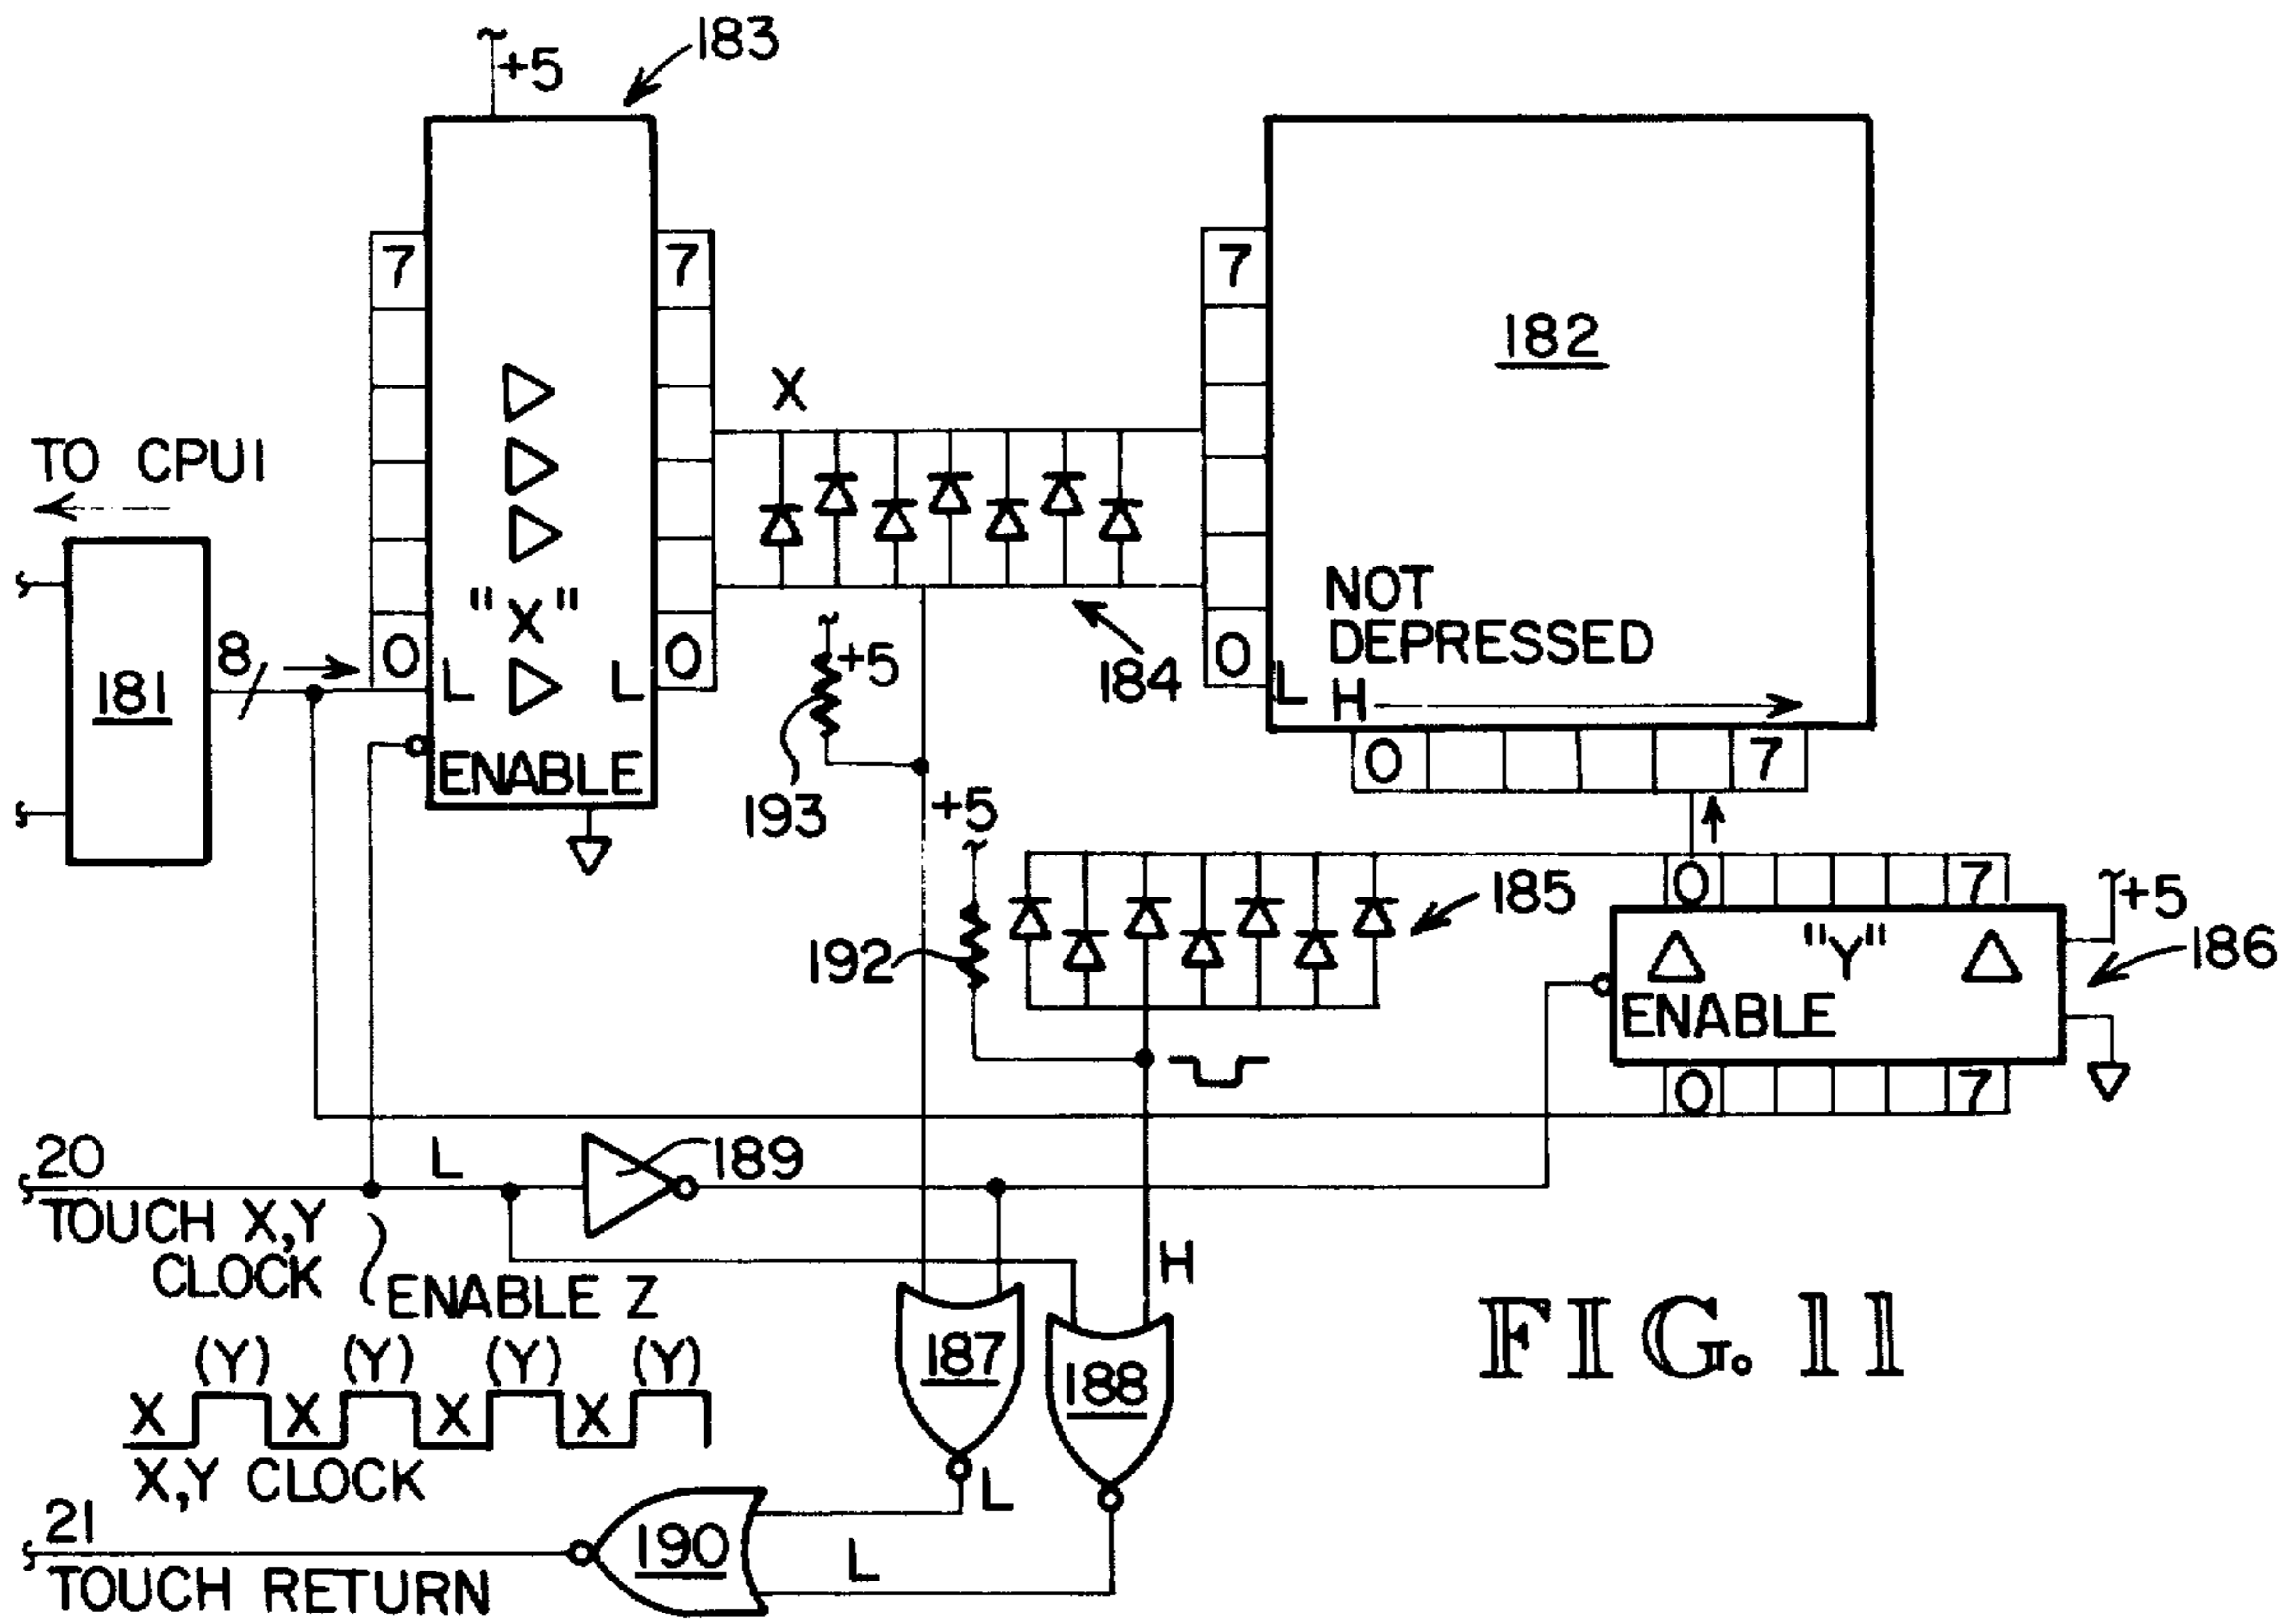 183
+5
7
7
7
182
X
TO CPU1
"X"
NOT
DEPRESSED
8
0
L
L
0
0
L
H
181
+5
184
ENABLE
193
0
7
+5
185
0
7
+5
192
"Y"
186
ENABLE
0
7
20
L
189
TOUCH X,Y
CLOCK
ENABLE Z
H
(Y) (Y) (Y) (Y)
X X X X
X,Y CLOCK
187
188
FIG. 11
L
21
190
L
TOUCH RETURN